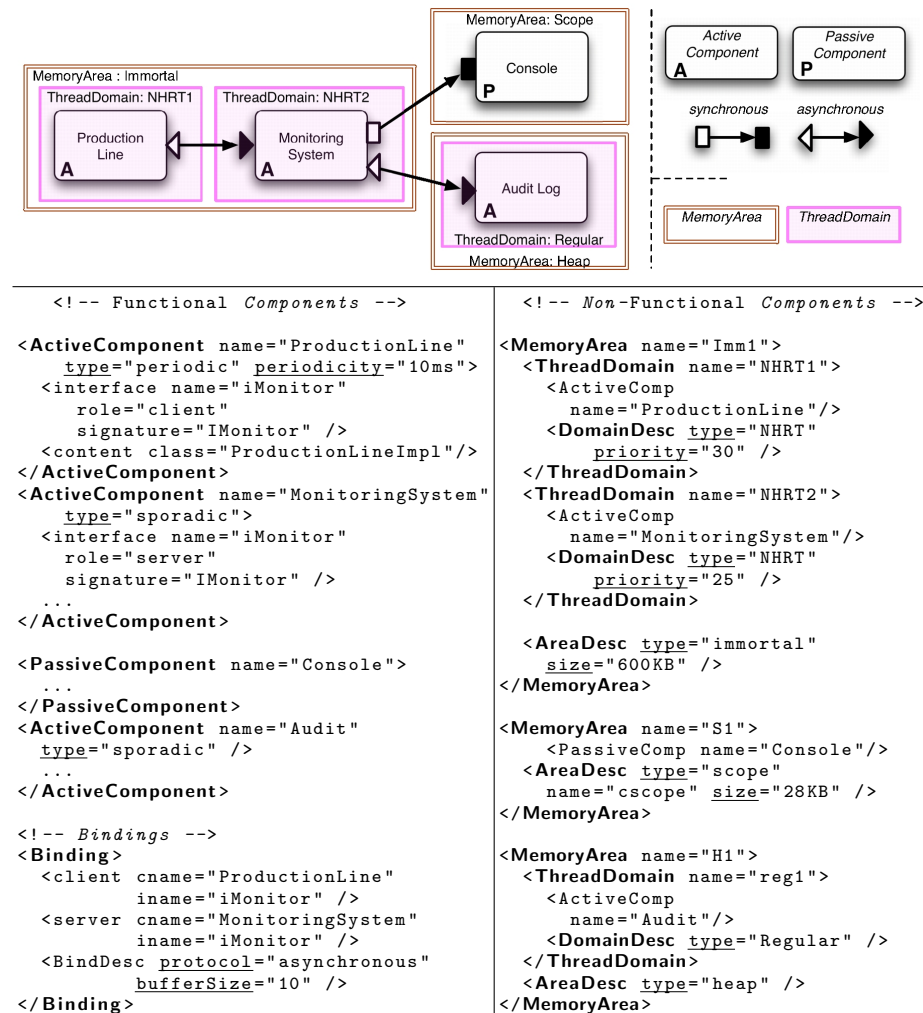 MemoryArea: Scope
Console
P
MemoryArea : Immortal
ThreadDomain: NHRT1
ThreadDomain: NHRT2
Production
Line
A
Monitoring
System
A
Audit Log
A
ThreadDomain: Regular
MemoryArea: Heap
Active
Component
A
Passive
Component
P
synchronous
asynchronous
MemoryArea
ThreadDomain
<!-- Functional Components -->
<ActiveComponent name="ProductionLine"
type="periodic" periodicity="10ms">
<interface name="iMonitor"
role="client"
signature="IMonitor" />
<content class="ProductionLineImpl"/>
</ActiveComponent>
<ActiveComponent name="MonitoringSystem"
type="sporadic">
<interface name="iMonitor"
role="server"
signature="IMonitor" />
...
</ActiveComponent>
<PassiveComponent name="Console">
...
</PassiveComponent>
<ActiveComponent name="Audit"
type="sporadic" />
...
</ActiveComponent>
<!-- Bindings -->
<Binding>
<client cname="ProductionLine"
iname="iMonitor" />
<server cname="MonitoringSystem"
iname="iMonitor" />
<BindDesc protocol="asynchronous"
bufferSize="10" />
</Binding>
<!-- Non-Functional Components -->
<MemoryArea name="Imm1">
<ThreadDomain name="NHRT1">
<ActiveComp
name="ProductionLine"/>
<DomainDesc type="NHRT"
priority="30" />
</ThreadDomain>
<ThreadDomain name="NHRT2">
<ActiveComp
name="MonitoringSystem"/>
<DomainDesc type="NHRT"
priority="25" />
</ThreadDomain>
<AreaDesc type="immortal"
size="600KB" />
</MemoryArea>
<MemoryArea name="S1">
<PassiveComp name="Console"/>
<AreaDesc type="scope"
name="cscope" size="28KB" />
</MemoryArea>
<MemoryArea name="H1">
<ThreadDomain name="reg1">
<ActiveComp
name="Audit"/>
<DomainDesc type="Regular" />
</ThreadDomain>
<AreaDesc type="heap" />
</MemoryArea>